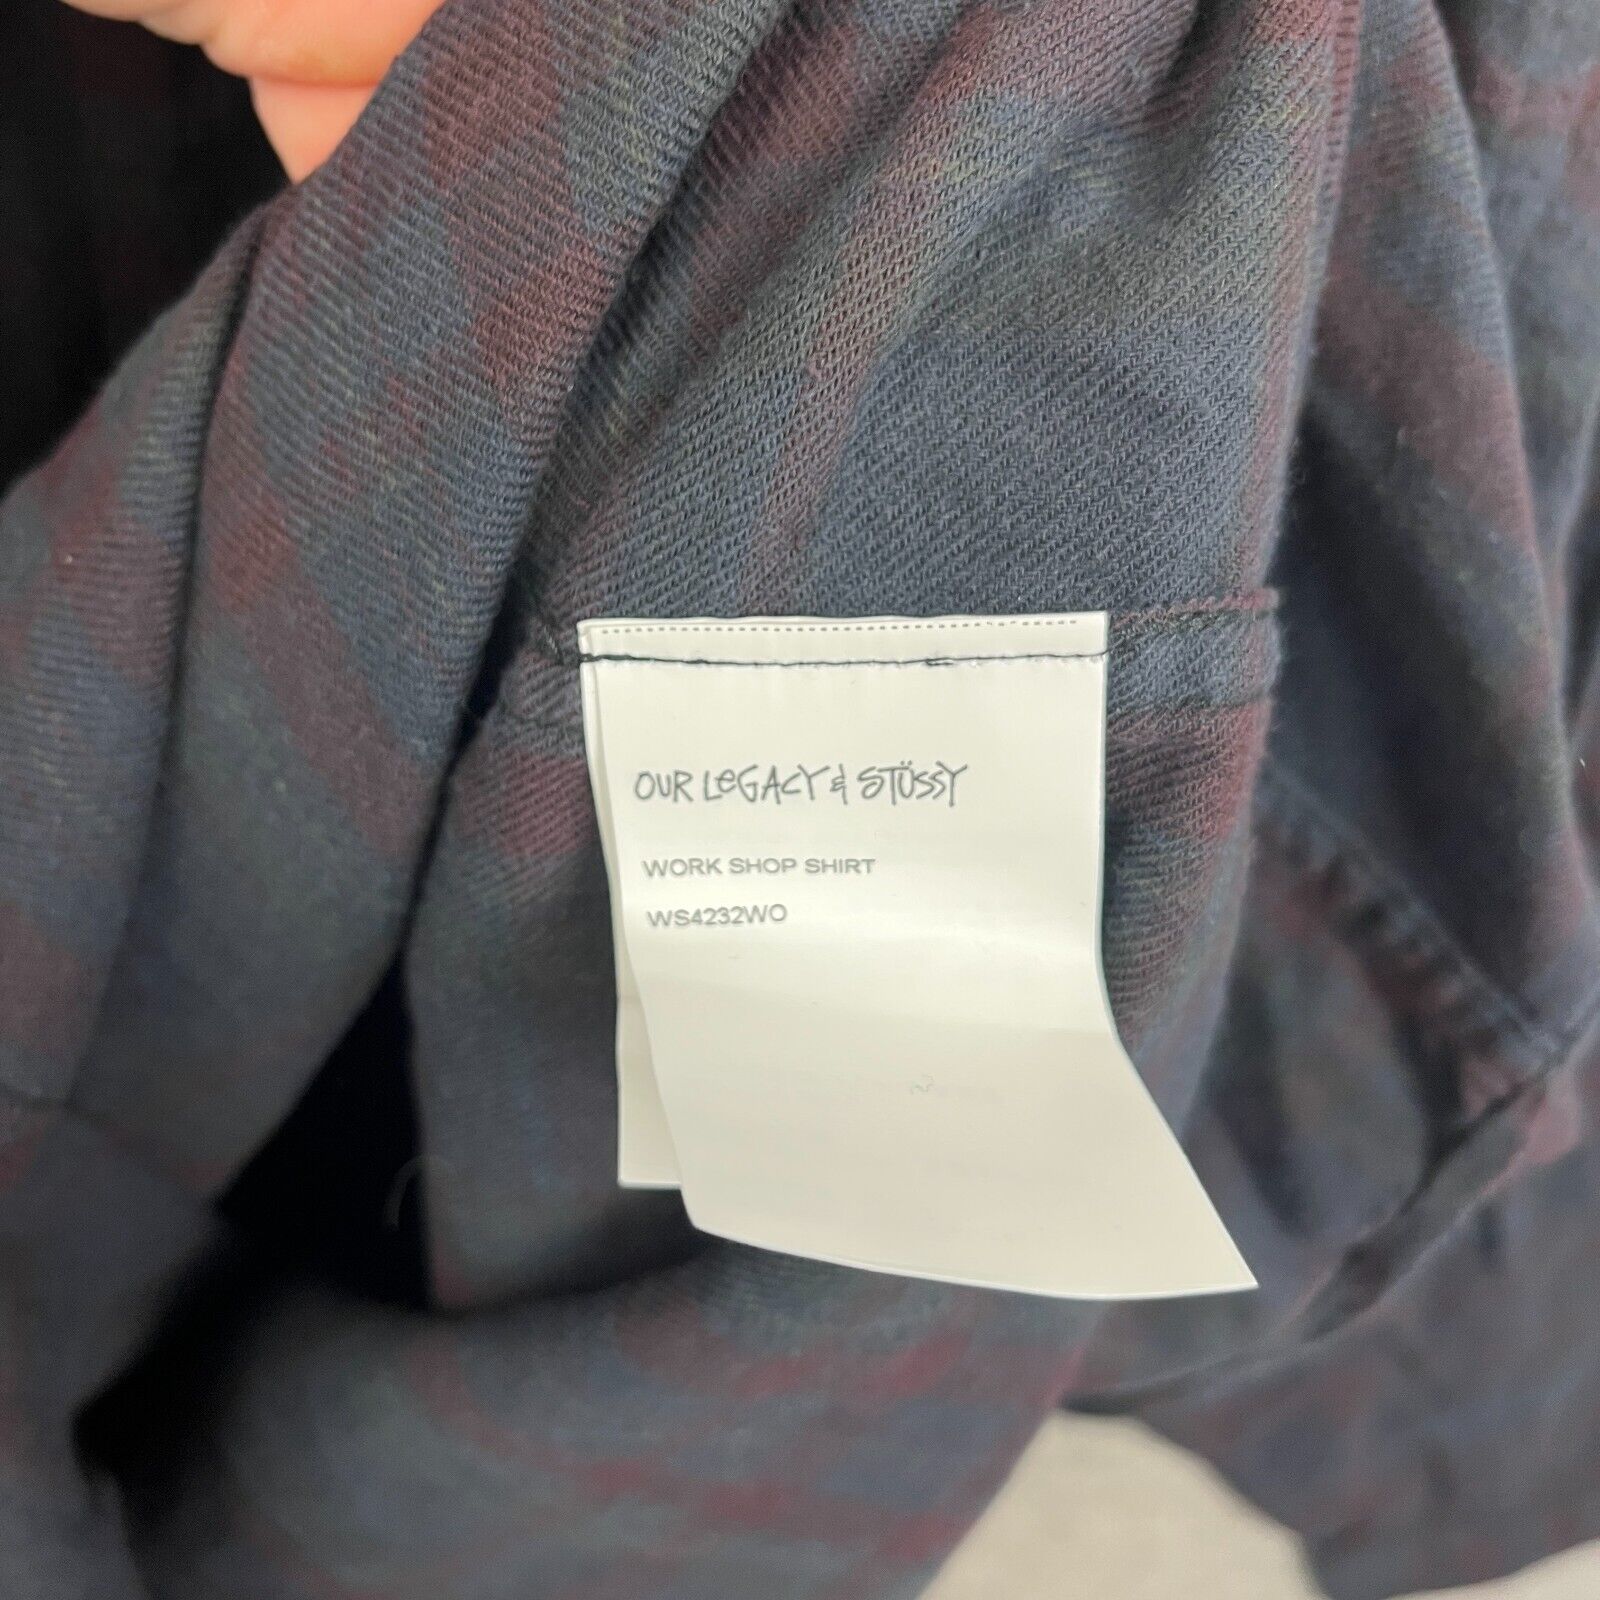 OUR LEGACY & STÜSSY
WORK SHOP SHIRT
WS4232WO